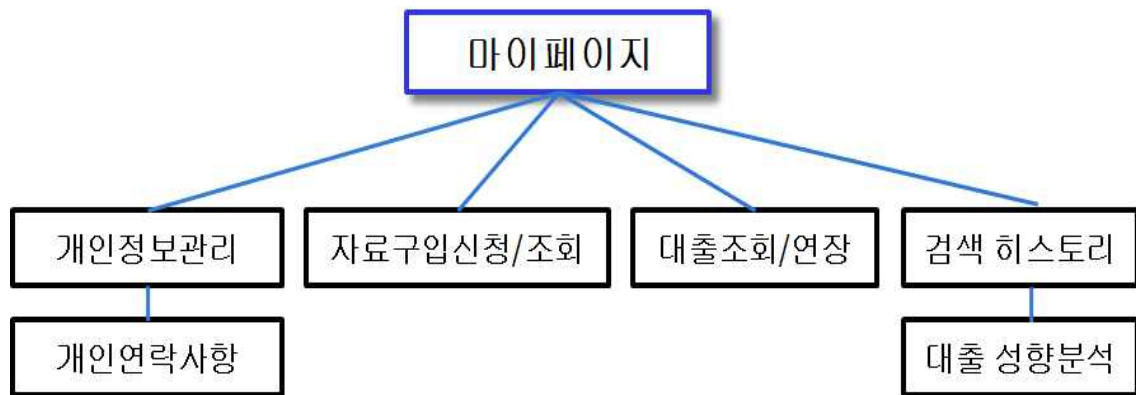 마이페이지
개인정보관리
자료구입신청/조회
대출조회/연장
검색 히스토리
개인연락사항
대출 성향분석